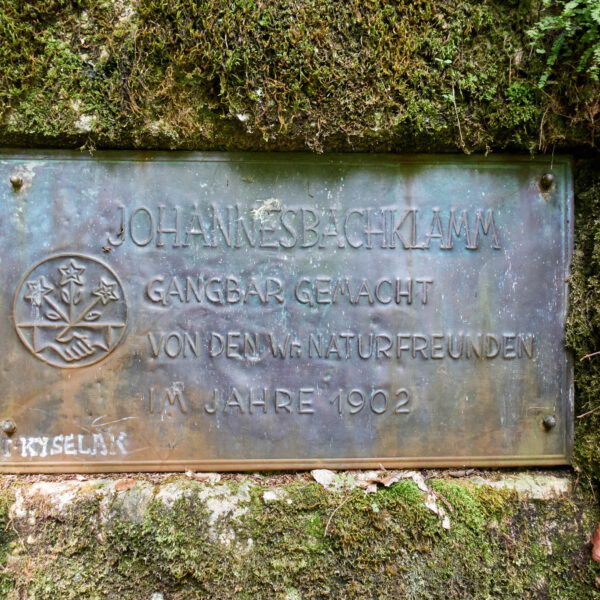 JOHANNESBACHKLAMM
GANGBAR GEMACHT
VON DEN Wr. NATURFREUNDEN
IM JAHRE 1902
KYSELAK